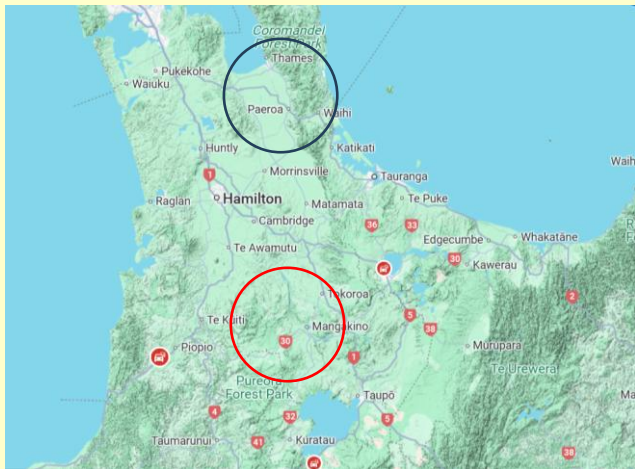 Coromandel
Forest Park
Thames
Pukekohe
Waiuku
Paeroa
Waihi
Huntly
Katikati
1
Morrinsville
Tauranga
Hamilton
Raglan
Matamata
Te Puke
Cambridge
36
33
Edgecumbe
Whakatāne
Te Awamutu
30
Kawerau
2
Tokoroa
5
38
Te Kuiti
Mangakino
30
Piopio
1
Murupara
Te Urewera
Pureora
Forest Park
Taupō
4
32
5
Taumarunui
41
Kuratau
38